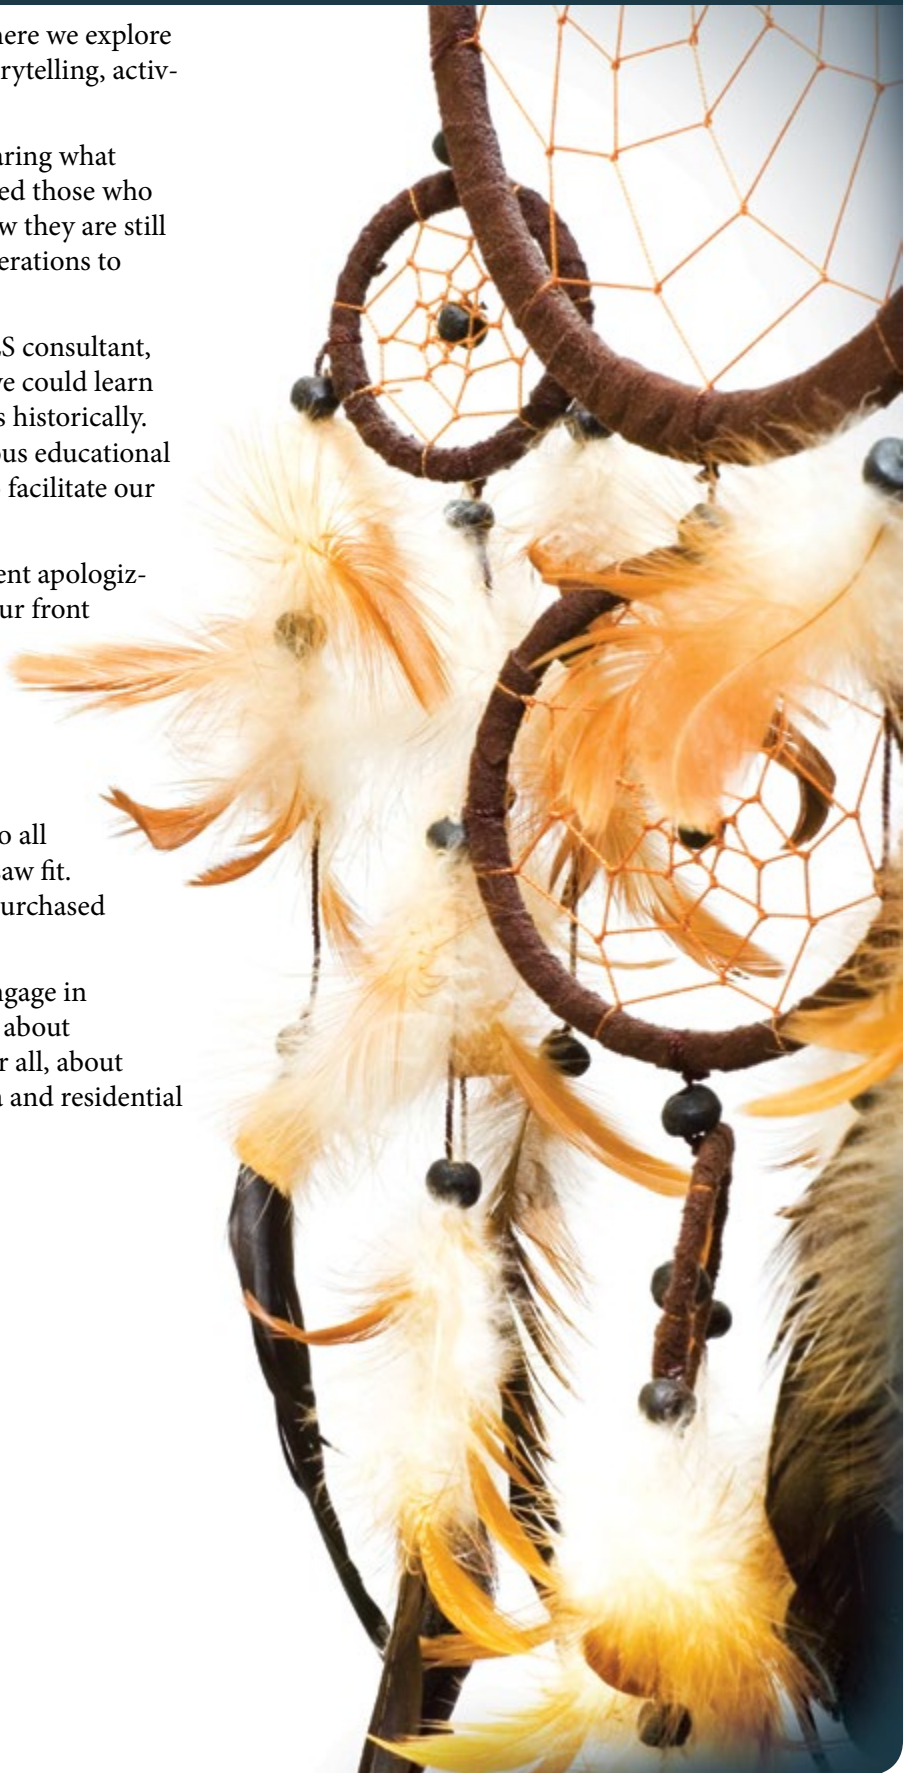 here we explore
rytelling, activ-
aring what
ed those who
w they are still
erations to
S consultant,
ve could learn
s historically.
ous educational
facilitate our
ent apologiz-
ur front
o all
aw fit.
urchased
ngage in
about
r all, about
a and residential